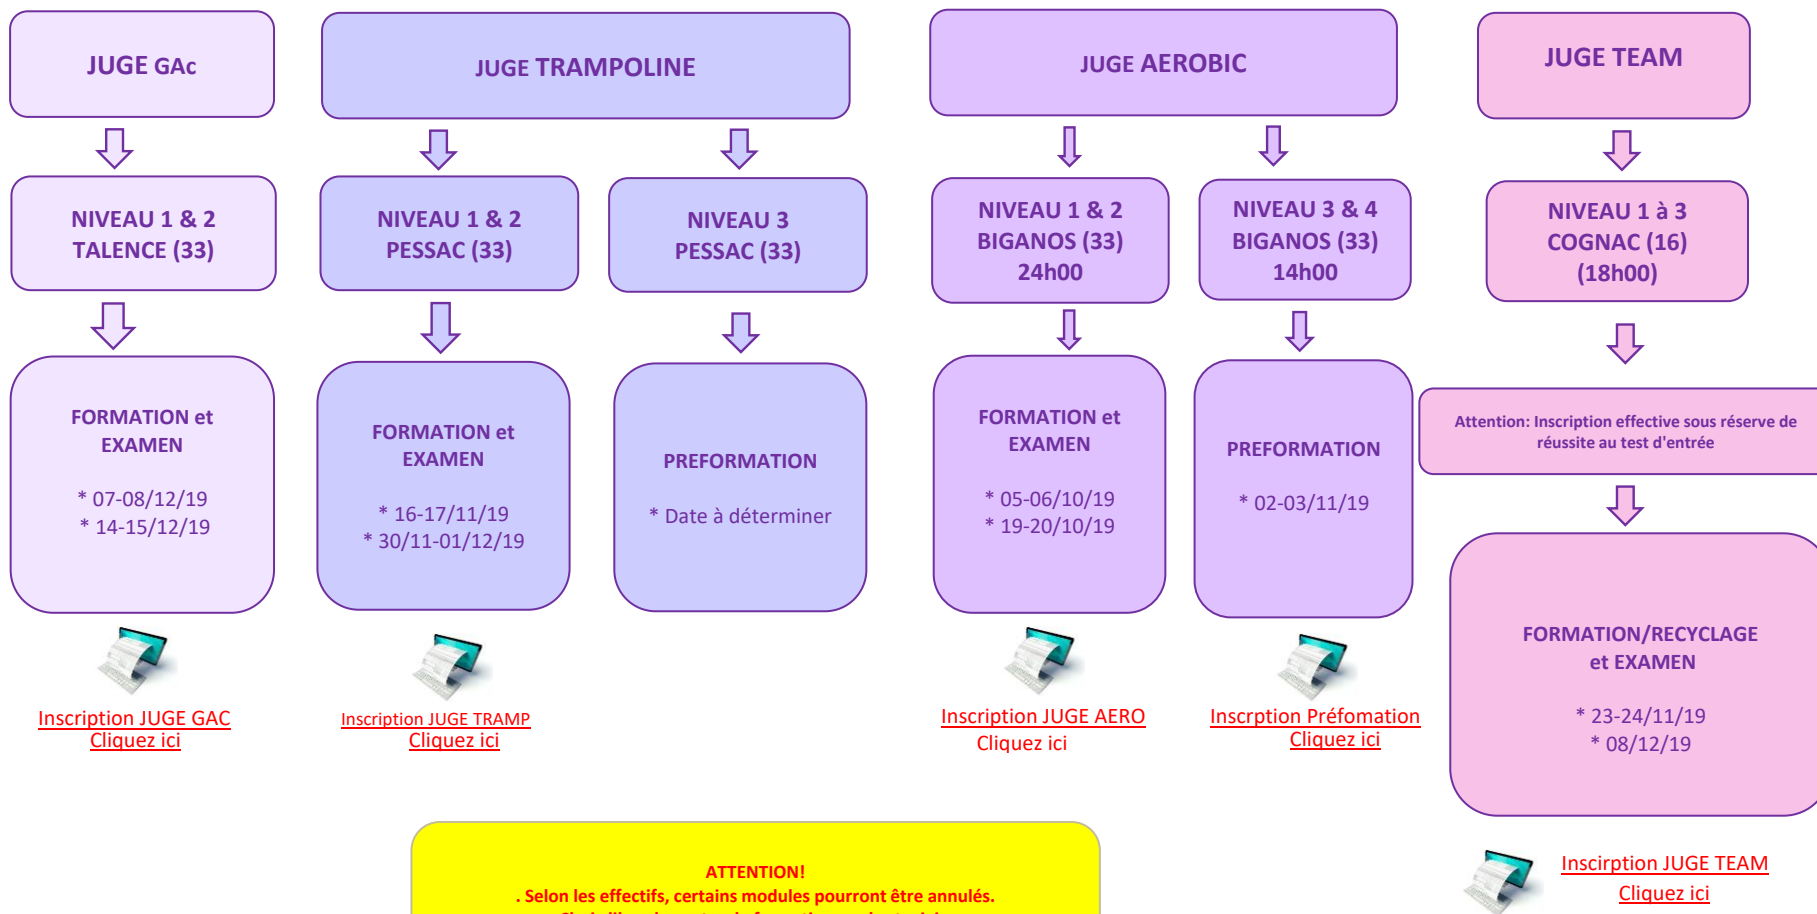 JUGE GAc
NIVEAU 1 & 2
TALENCE (33)
FORMATION et
EXAMEN
* 07-08/12/19
* 14-15/12/19
Inscription JUGE GAC
Cliquez ici
JUGE TRAMPOLINE
NIVEAU 1 & 2
PESSAC (33)
FORMATION et
EXAMEN
* 16-17/11/19
* 30/11-01/12/19
Inscription JUGE TRAMP
Cliquez ici
NIVEAU 3
PESSAC (33)
PREFORMATION
* Date à déterminer
JUGE AEROBIC
NIVEAU 1 & 2
BIGANOS (33)
24h00
FORMATION et
EXAMEN
* 05-06/10/19
* 19-20/10/19
Inscription JUGE AERO
Cliquez ici
NIVEAU 3 & 4
BIGANOS (33)
14h00
PREFORMATION
* 02-03/11/19
Inscrption Préfomation
Cliquez ici
JUGE TEAM
NIVEAU 1 à 3
COGNAC (16)
(18h00)
Attention: Inscription effective sous réserve de
réussite au test d'entrée
FORMATION/RECYCLAGE
et EXAMEN
* 23-24/11/19
* 08/12/19
Inscirption JUGE TEAM
Cliquez ici
ATTENTION!
. Selon les effectifs, certains modules pourront être annulés.